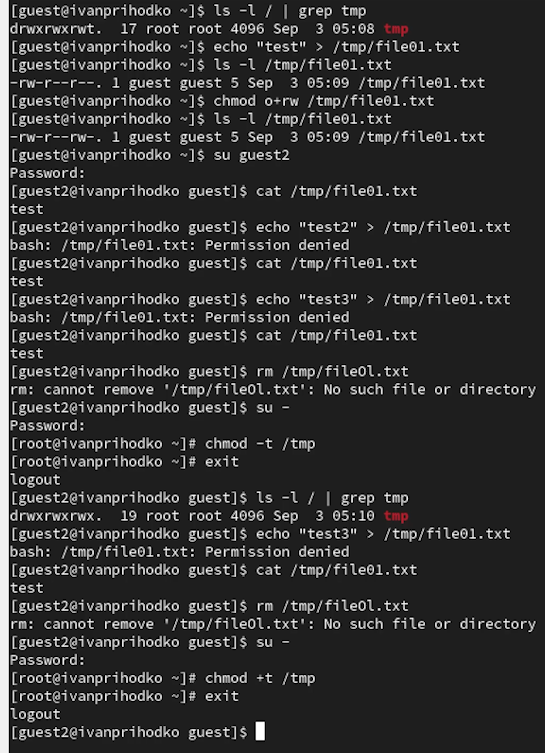 [guest@ivanprihodko ~]$ ls -l / | grep tmp
drwxrwxrwt.  17 root root 4096 Sep  3 05:08 tmp
[guest@ivanprihodko ~]$ echo "test" > /tmp/file01.txt
[guest@ivanprihodko ~]$ ls -l /tmp/file01.txt
-rw-r--r--. 1 guest guest 5 Sep  3 05:09 /tmp/file01.txt
[guest@ivanprihodko ~]$ chmod o+rw /tmp/file01.txt
[guest@ivanprihodko ~]$ ls -l /tmp/file01.txt
-rw-r--rw-. 1 guest guest 5 Sep  3 05:09 /tmp/file01.txt
[guest@ivanprihodko ~]$ su guest2
Password:
[guest2@ivanprihodko guest]$ cat /tmp/file01.txt
test
[guest2@ivanprihodko guest]$ echo "test2" > /tmp/file01.txt
bash: /tmp/file01.txt: Permission denied
[guest2@ivanprihodko guest]$ cat /tmp/file01.txt
test
[guest2@ivanprihodko guest]$ echo "test3" > /tmp/file01.txt
bash: /tmp/file01.txt: Permission denied
[guest2@ivanprihodko guest]$ cat /tmp/file01.txt
test
[guest2@ivanprihodko guest]$ rm /tmp/fileOl.txt
rm: cannot remove '/tmp/fileOl.txt': No such file or directory
[guest2@ivanprihodko guest]$ su -
Password:
[root@ivanprihodko ~]# chmod -t /tmp
[root@ivanprihodko ~]# exit
logout
[guest2@ivanprihodko guest]$ ls -l / | grep tmp
drwxrwxrwx.  19 root root 4096 Sep  3 05:10 tmp
[guest2@ivanprihodko guest]$ echo "test3" > /tmp/file01.txt
bash: /tmp/file01.txt: Permission denied
[guest2@ivanprihodko guest]$ cat /tmp/file01.txt
test
[guest2@ivanprihodko guest]$ rm /tmp/fileOl.txt
rm: cannot remove '/tmp/fileOl.txt': No such file or directory
[guest2@ivanprihodko guest]$ su -
Password:
[root@ivanprihodko ~]# chmod +t /tmp
[root@ivanprihodko ~]# exit
logout
[guest2@ivanprihodko guest]$